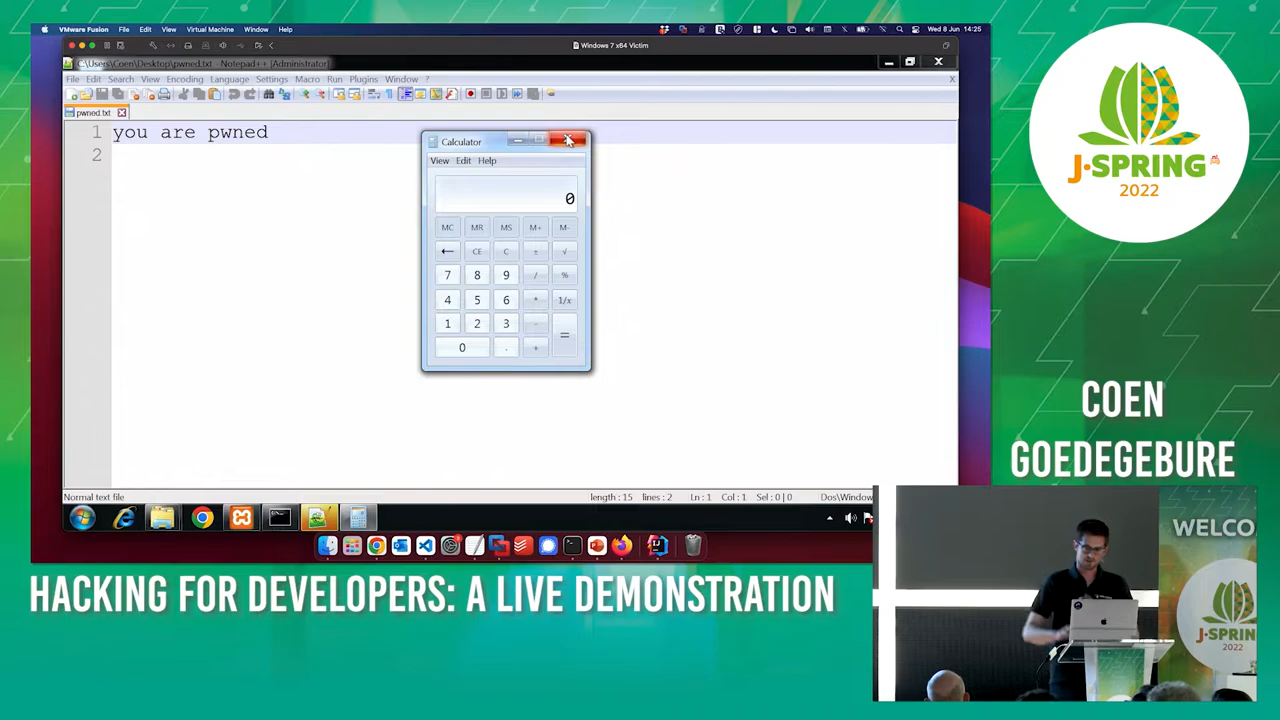 VMware Fusion File Edit View Virtual Machine Window Help
Wed 8 Jun 14:25
Windows 7 x64 Victim
C:\Users\Coen\Desktop\pwned.txt - Notepad++ [Administrator]
File Edit Search View Encoding Language Settings Macro Run Plugins Window ?
X
pwned.txt
1 you are pwned
2
Calculator
View Edit Help
0
MC MR MS M+ M-
← CE C ± √
7 8 9 / %
4 5 6 * 1/x
1 2 3 - =
0 . +
Normal text file
length : 15 lines : 2
Ln : 1 Col : 1 Sel : 0 | 0
Dos\Window
J-SPRING
2022
COEN
GOEDEGEBURE
WELCO
J-SPRING
2022
HACKING FOR DEVELOPERS: A LIVE DEMONSTRATION